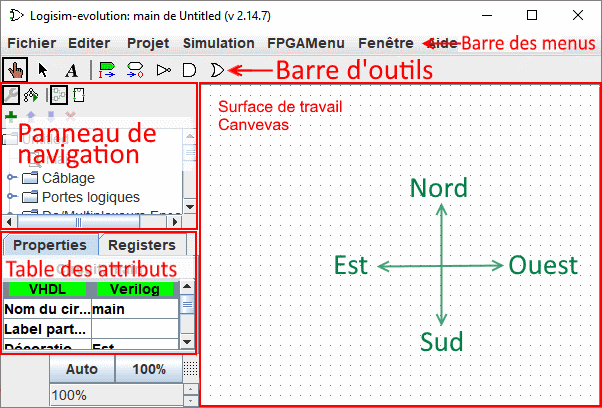 Logisim-evolution: main de Untitled (v 2.14.7)
Fichier Editer Projet Simulation FPGAMenu Fenêtre Aide
Barre des menus
A
Barre d'outils
Panneau de
navigation
Untitled
Câblage
Portes logiques
Surface de travail
Canvevas
Nord
Est
Ouest
Sud
Properties Registers
Table des attributs
VHDL Verilog
Nom du cir... main
Label part...
Décoratio... Est
Auto 100%
100%